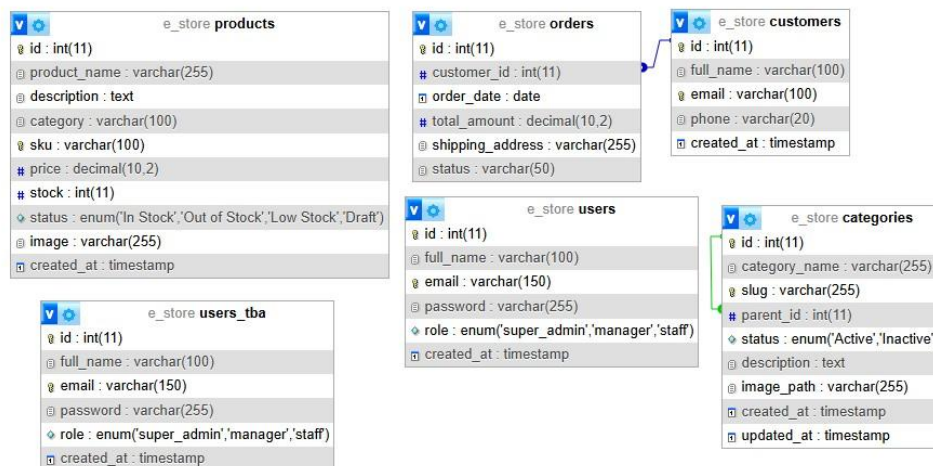 e_store products
id : int(11)
product_name : varchar(255)
description : text
category : varchar(100)
sku : varchar(100)
price : decimal(10,2)
stock : int(11)
status : enum('In Stock','Out of Stock','Low Stock','Draft')
image : varchar(255)
created_at : timestamp
e_store orders
id : int(11)
customer_id : int(11)
order_date : date
total_amount : decimal(10,2)
shipping_address : varchar(255)
status : varchar(50)
e_store customers
id : int(11)
full_name : varchar(100)
email : varchar(100)
phone : varchar(20)
created_at : timestamp
e_store users
id : int(11)
full_name : varchar(100)
email : varchar(150)
password : varchar(255)
role : enum('super_admin','manager','staff')
created_at : timestamp
e_store categories
id : int(11)
category_name : varchar(255)
slug : varchar(255)
parent_id : int(11)
status : enum('Active','Inactive'
description : text
image_path : varchar(255)
created_at : timestamp
updated_at : timestamp
e_store users_tba
id : int(11)
full_name : varchar(100)
email : varchar(150)
password : varchar(255)
role : enum('super_admin','manager','staff')
created_at : timestamp